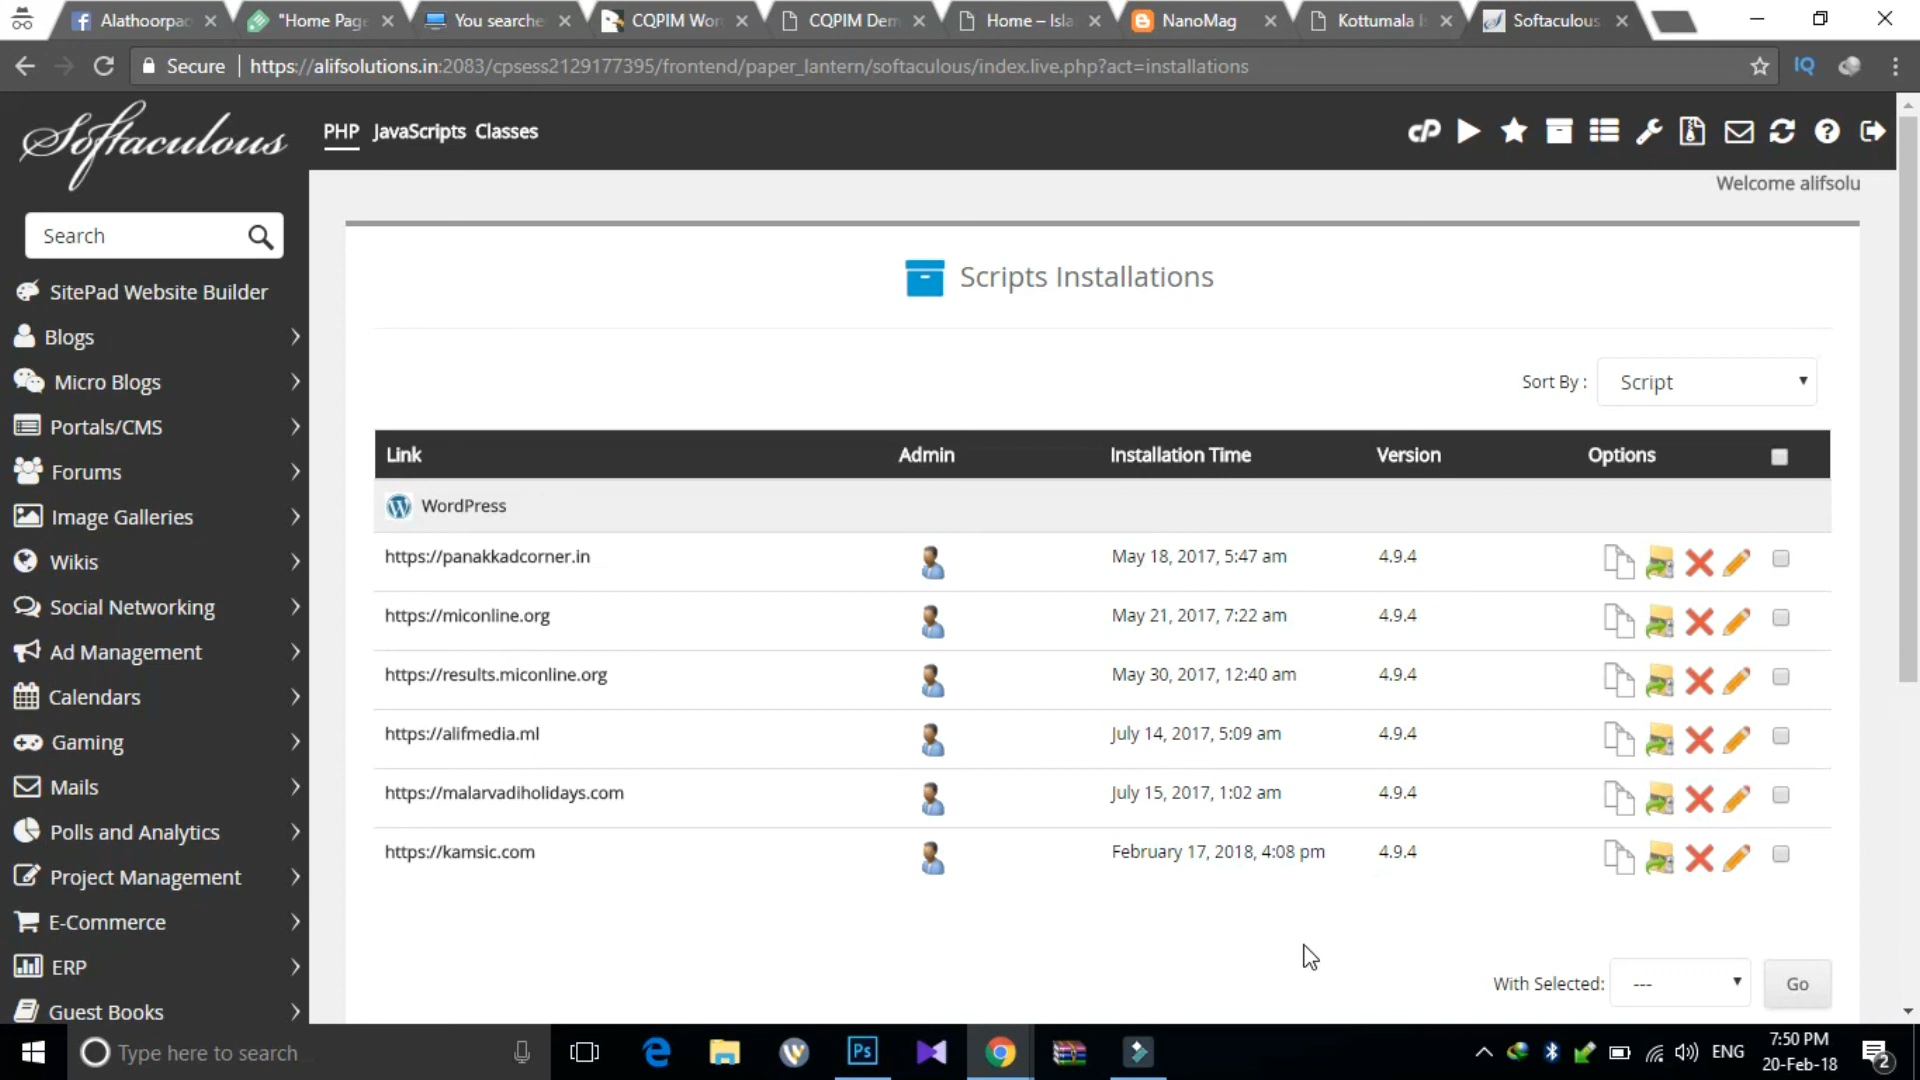 Alathoorpa
"Home Page
You searche
CQPIM Wor
CQPIM Dem
Home – Isla
NanoMag
Kottumala I
Softaculous
Secure
https://alifsolutions.in:2083/cpsess2129177395/frontend/paper_lantern/softaculous/index.live.php?act=installations
IQ
Softaculous
PHP JavaScripts Classes
cP
Welcome alifsolu
Search
SitePad Website Builder
Blogs
Micro Blogs
Portals/CMS
Forums
Image Galleries
Wikis
Social Networking
Ad Management
Calendars
Gaming
Mails
Polls and Analytics
Project Management
E-Commerce
ERP
Guest Books
Scripts Installations
Sort By : Script
Link Admin Installation Time Version Options
WordPress
https://panakkadcorner.in May 18, 2017, 5:47 am 4.9.4
https://miconline.org May 21, 2017, 7:22 am 4.9.4
https://results.miconline.org May 30, 2017, 12:40 am 4.9.4
https://alifmedia.ml July 14, 2017, 5:09 am 4.9.4
https://malarvadiholidays.com July 15, 2017, 1:02 am 4.9.4
https://kamsic.com February 17, 2018, 4:08 pm 4.9.4
With Selected: --- Go
Type here to search
Ps
ENG
7:50 PM
20-Feb-18
2